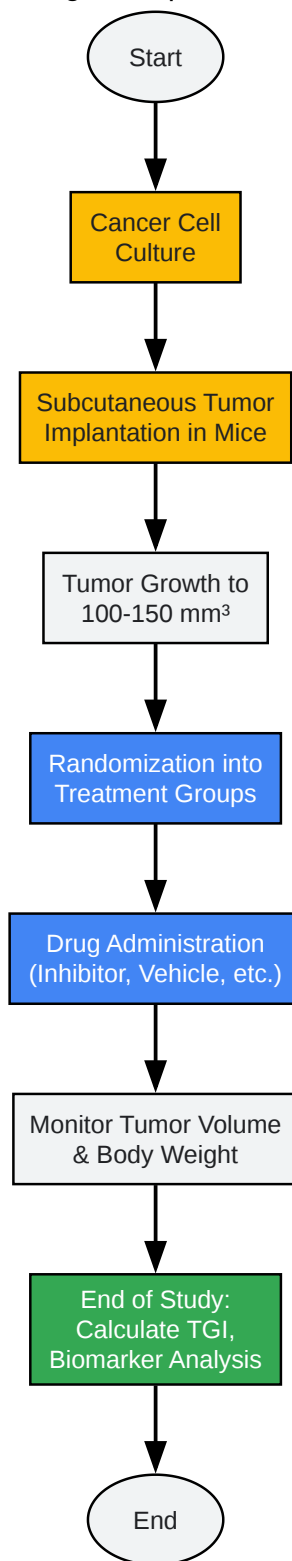 Start
Cancer Cell
Culture
Subcutaneous Tumor
Implantation in Mice
Tumor Growth to
100-150 mm³
Randomization into
Treatment Groups
Drug Administration
(Inhibitor, Vehicle, etc.)
Monitor Tumor Volume
& Body Weight
End of Study:
Calculate TGI,
Biomarker Analysis
End